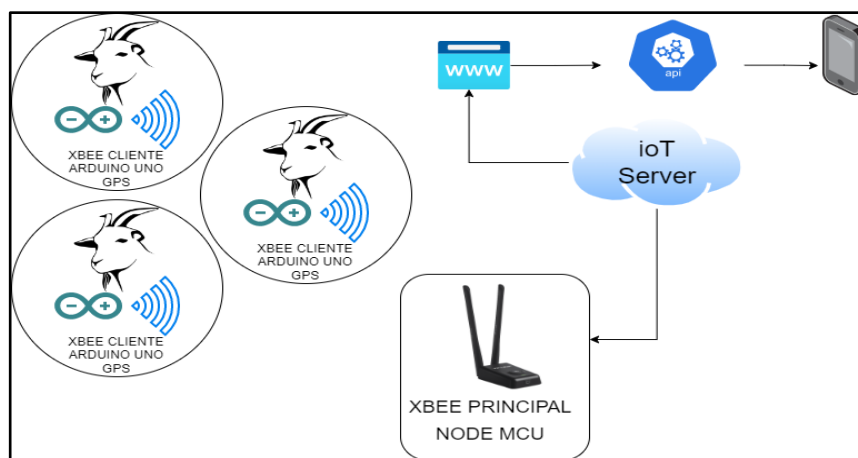 XBEE CLIENTE
ARDUINO UNO
GPS
XBEE CLIENTE
ARDUINO UNO
GPS
XBEE CLIENTE
ARDUINO UNO
GPS
www
api
ioT
Server
XBEE PRINCIPAL
NODE MCU